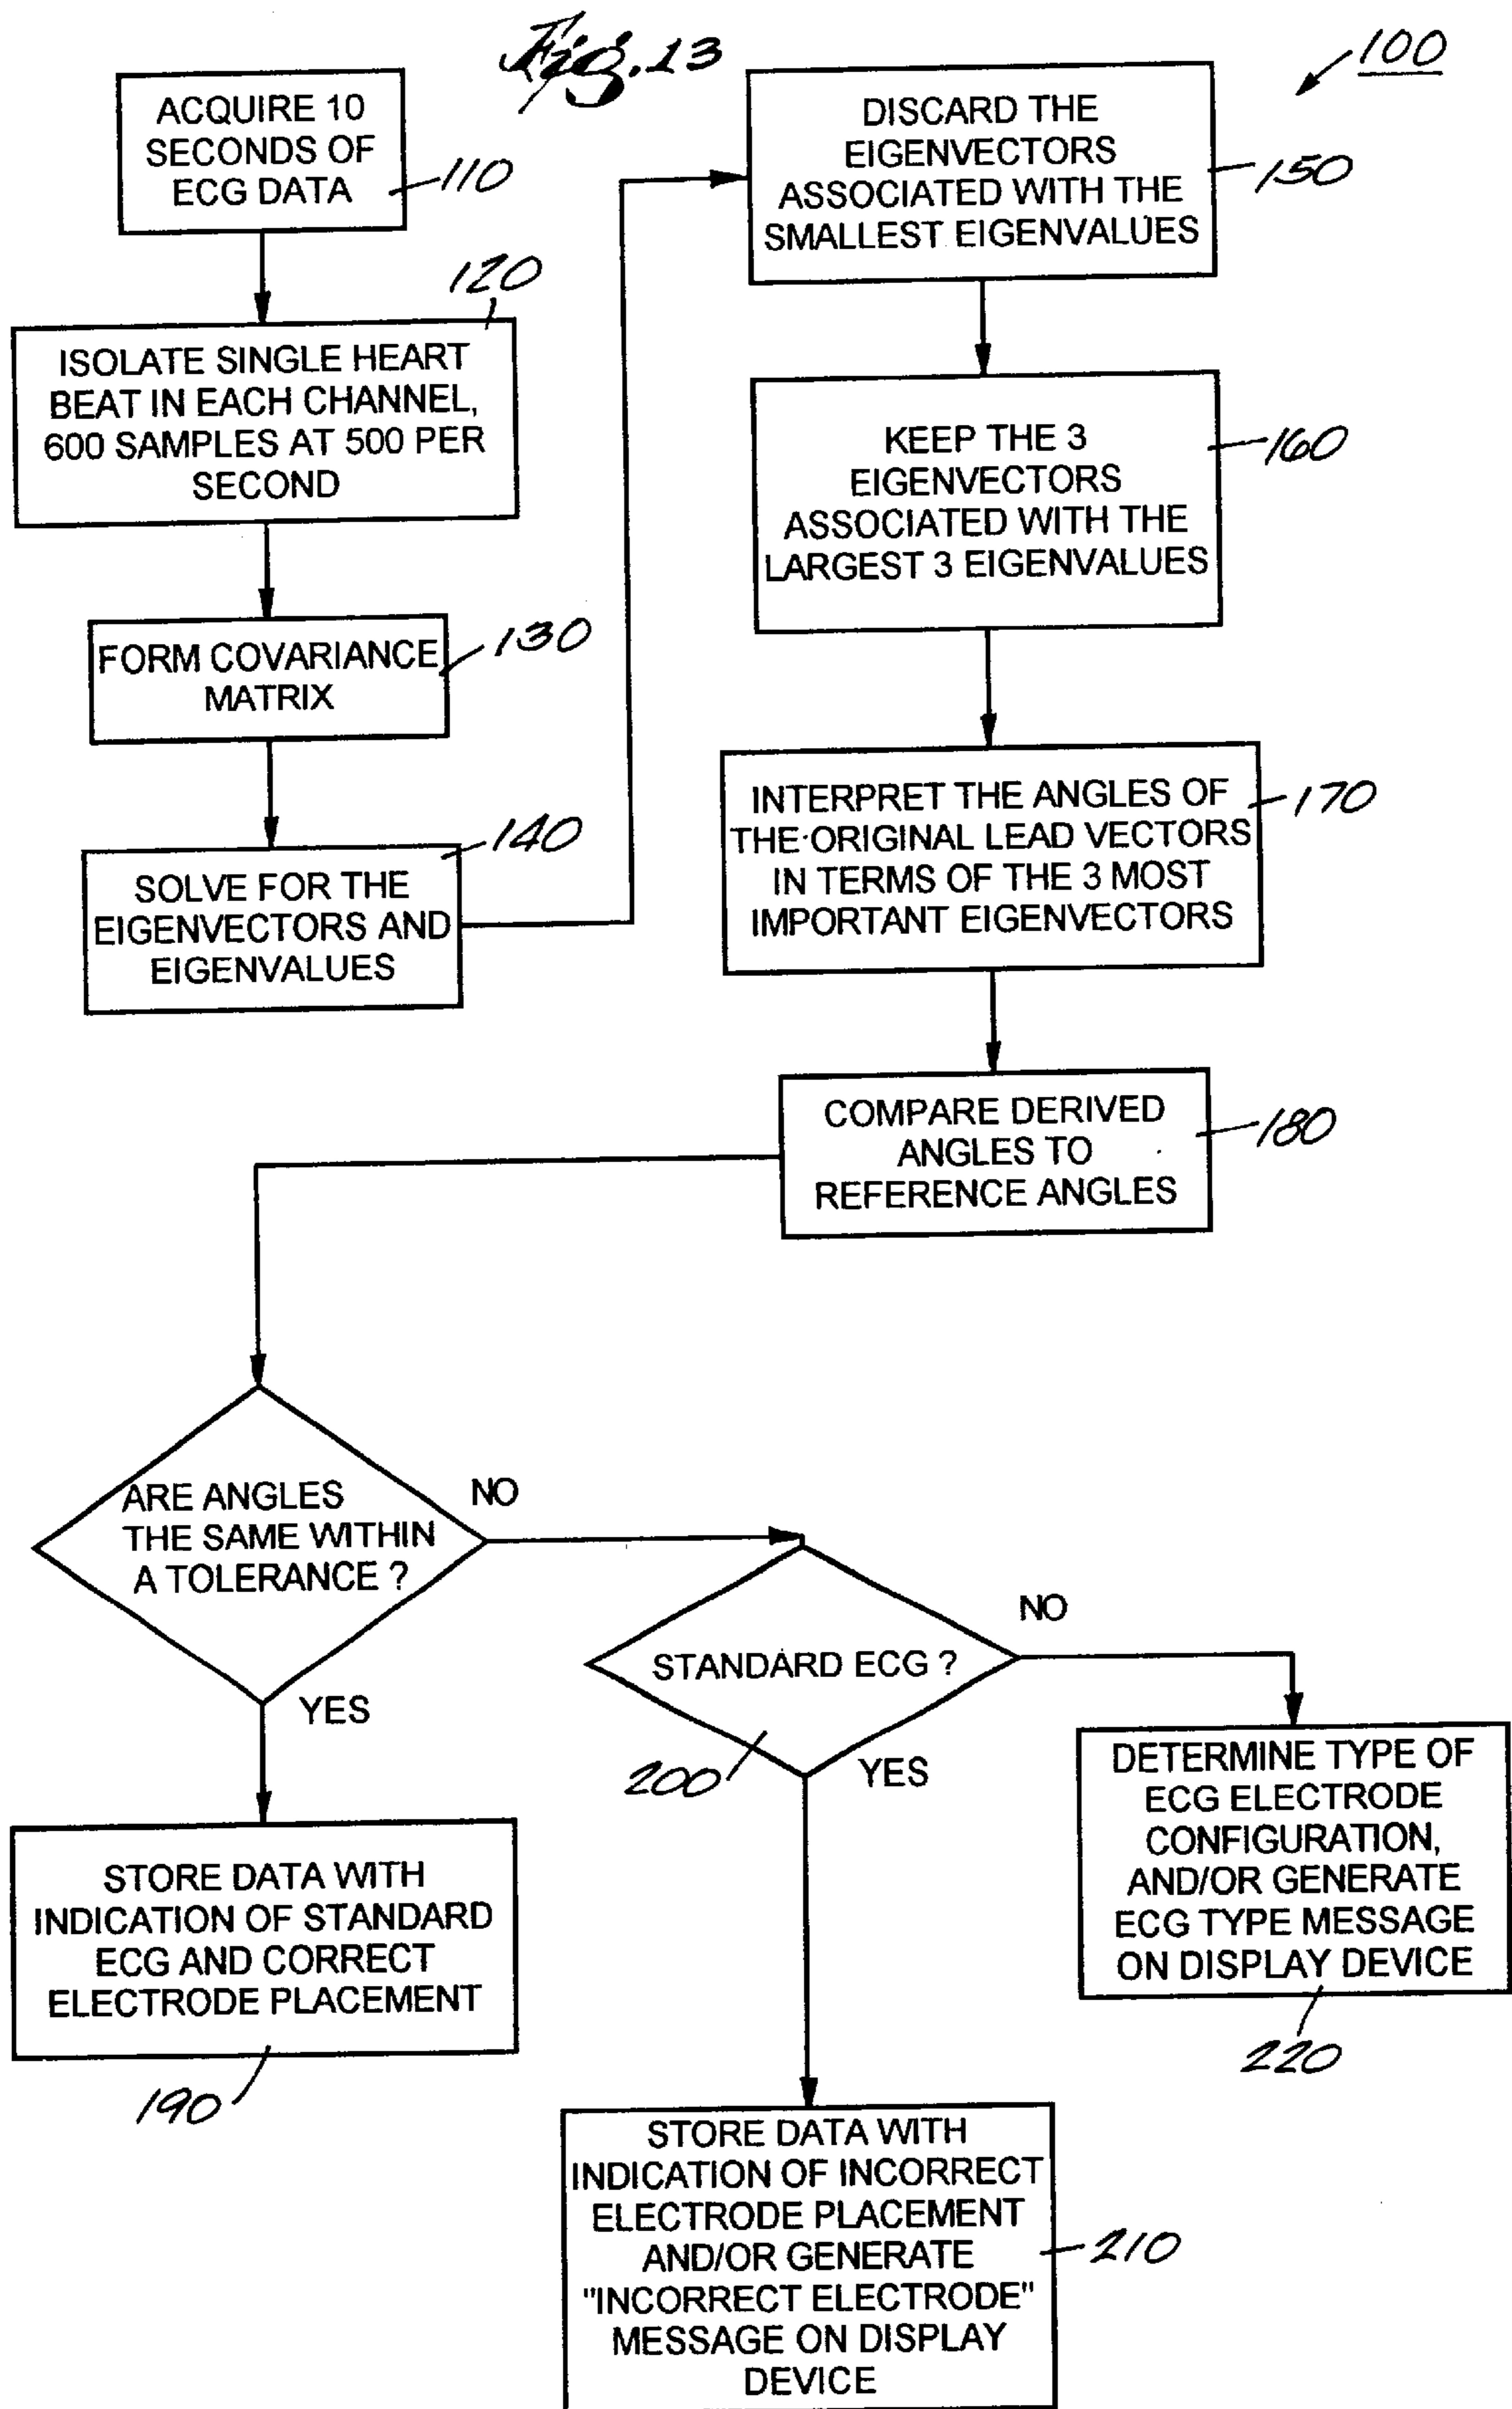 Fig. 13
100
ACQUIRE 10
SECONDS OF
ECG DATA
110
120
ISOLATE SINGLE HEART
BEAT IN EACH CHANNEL,
600 SAMPLES AT 500 PER
SECOND
FORM COVARIANCE
MATRIX
130
140
SOLVE FOR THE
EIGENVECTORS AND
EIGENVALUES
DISCARD THE
EIGENVECTORS
ASSOCIATED WITH THE
SMALLEST EIGENVALUES
150
KEEP THE 3
EIGENVECTORS
ASSOCIATED WITH THE
LARGEST 3 EIGENVALUES
160
INTERPRET THE ANGLES OF
THE ORIGINAL LEAD VECTORS
IN TERMS OF THE 3 MOST
IMPORTANT EIGENVECTORS
170
COMPARE DERIVED
ANGLES TO
REFERENCE ANGLES
180
ARE ANGLES
THE SAME WITHIN
A TOLERANCE ?
NO
YES
STORE DATA WITH
INDICATION OF STANDARD
ECG AND CORRECT
ELECTRODE PLACEMENT
190
STANDARD ECG ?
200
NO
YES
DETERMINE TYPE OF
ECG ELECTRODE
CONFIGURATION,
AND/OR GENERATE
ECG TYPE MESSAGE
ON DISPLAY DEVICE
220
STORE DATA WITH
INDICATION OF INCORRECT
ELECTRODE PLACEMENT
AND/OR GENERATE
"INCORRECT ELECTRODE"
MESSAGE ON DISPLAY
DEVICE
210